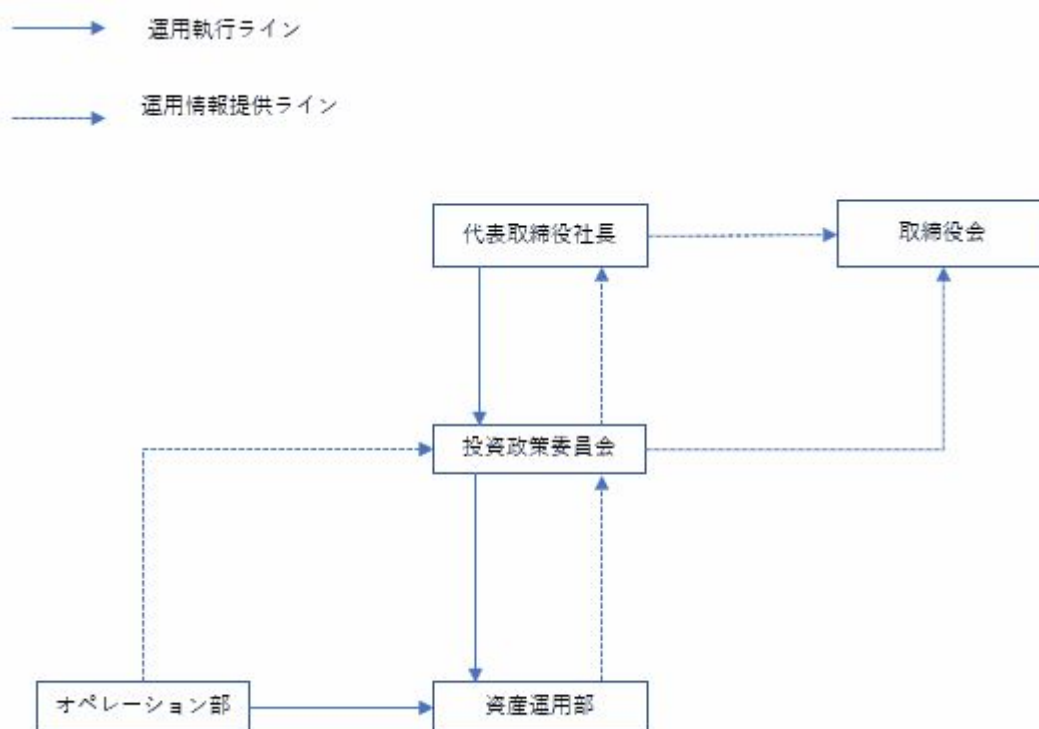 運用執行ライン
運用情報提供ライン
代表取締役社長
取締役会
投資政策委員会
オペレーション部
資産運用部